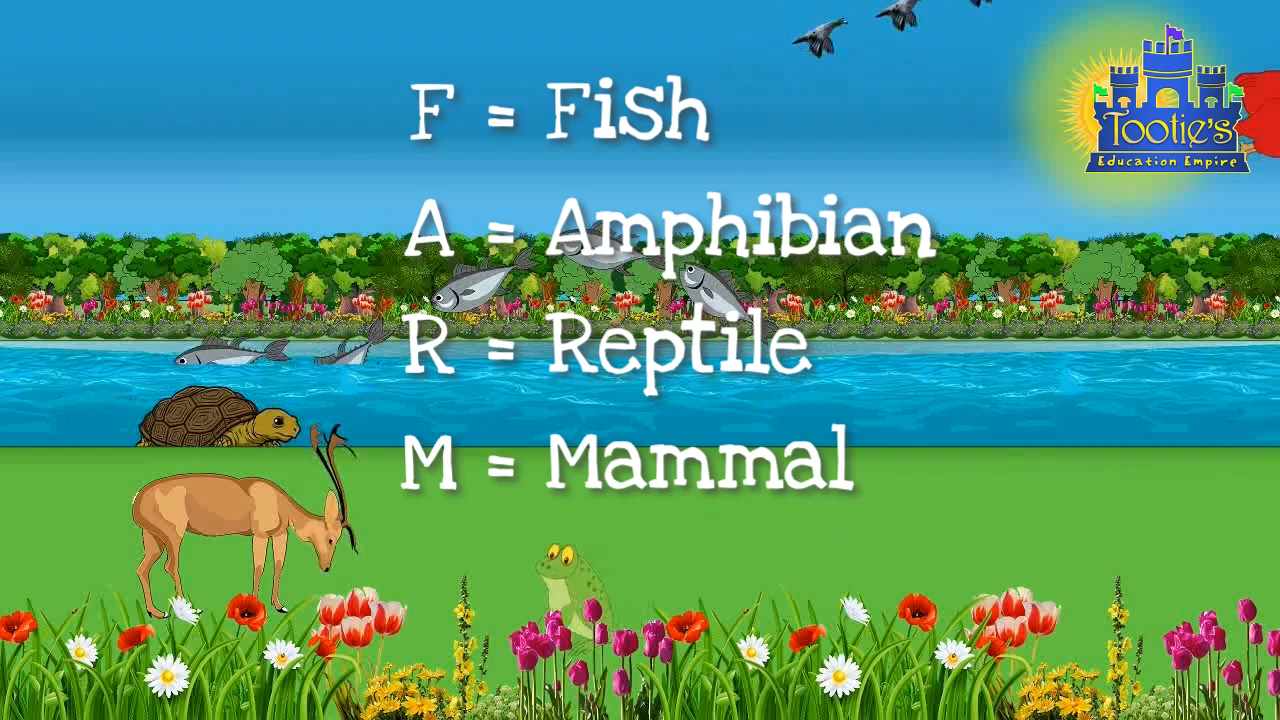 F = Fish
A = Amphibian
R = Reptile
M = Mammal
Tootie's
Education Empire